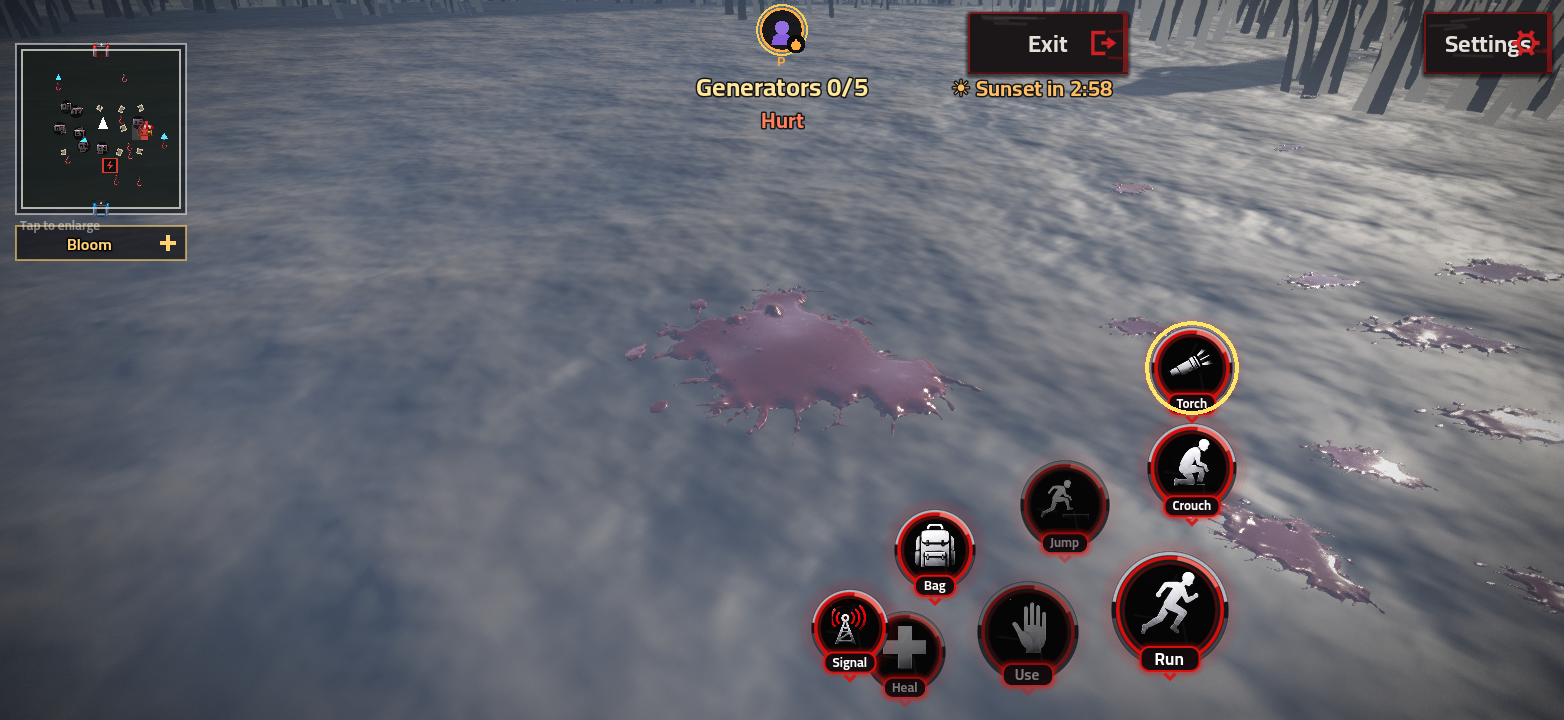 Exit
Settings
P
Generators 0/5
Sunset in 2:58
Hurt
Tap to enlarge
Bloom
Torch
Crouch
Jump
Bag
Run
Signal
Use
Heal